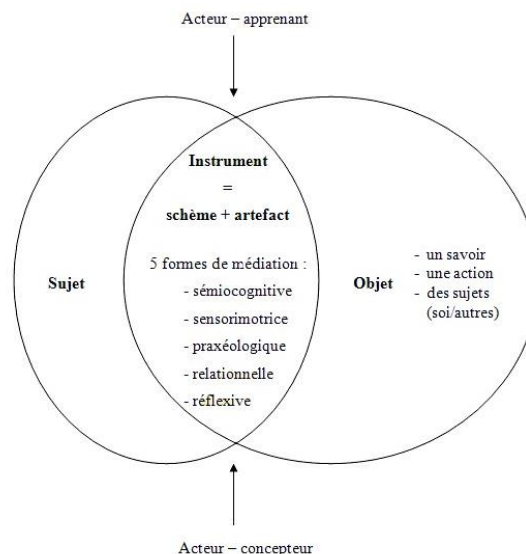 Acteur – apprenant
Instrument
=
schème + artefact
5 formes de médiation :
- sémiocognitive
- sensorimotrice
- praxéologique
- relationnelle
- réflexive
Sujet
Objet
- un savoir
- une action
- des sujets
(soi/autres)
Acteur – concepteur